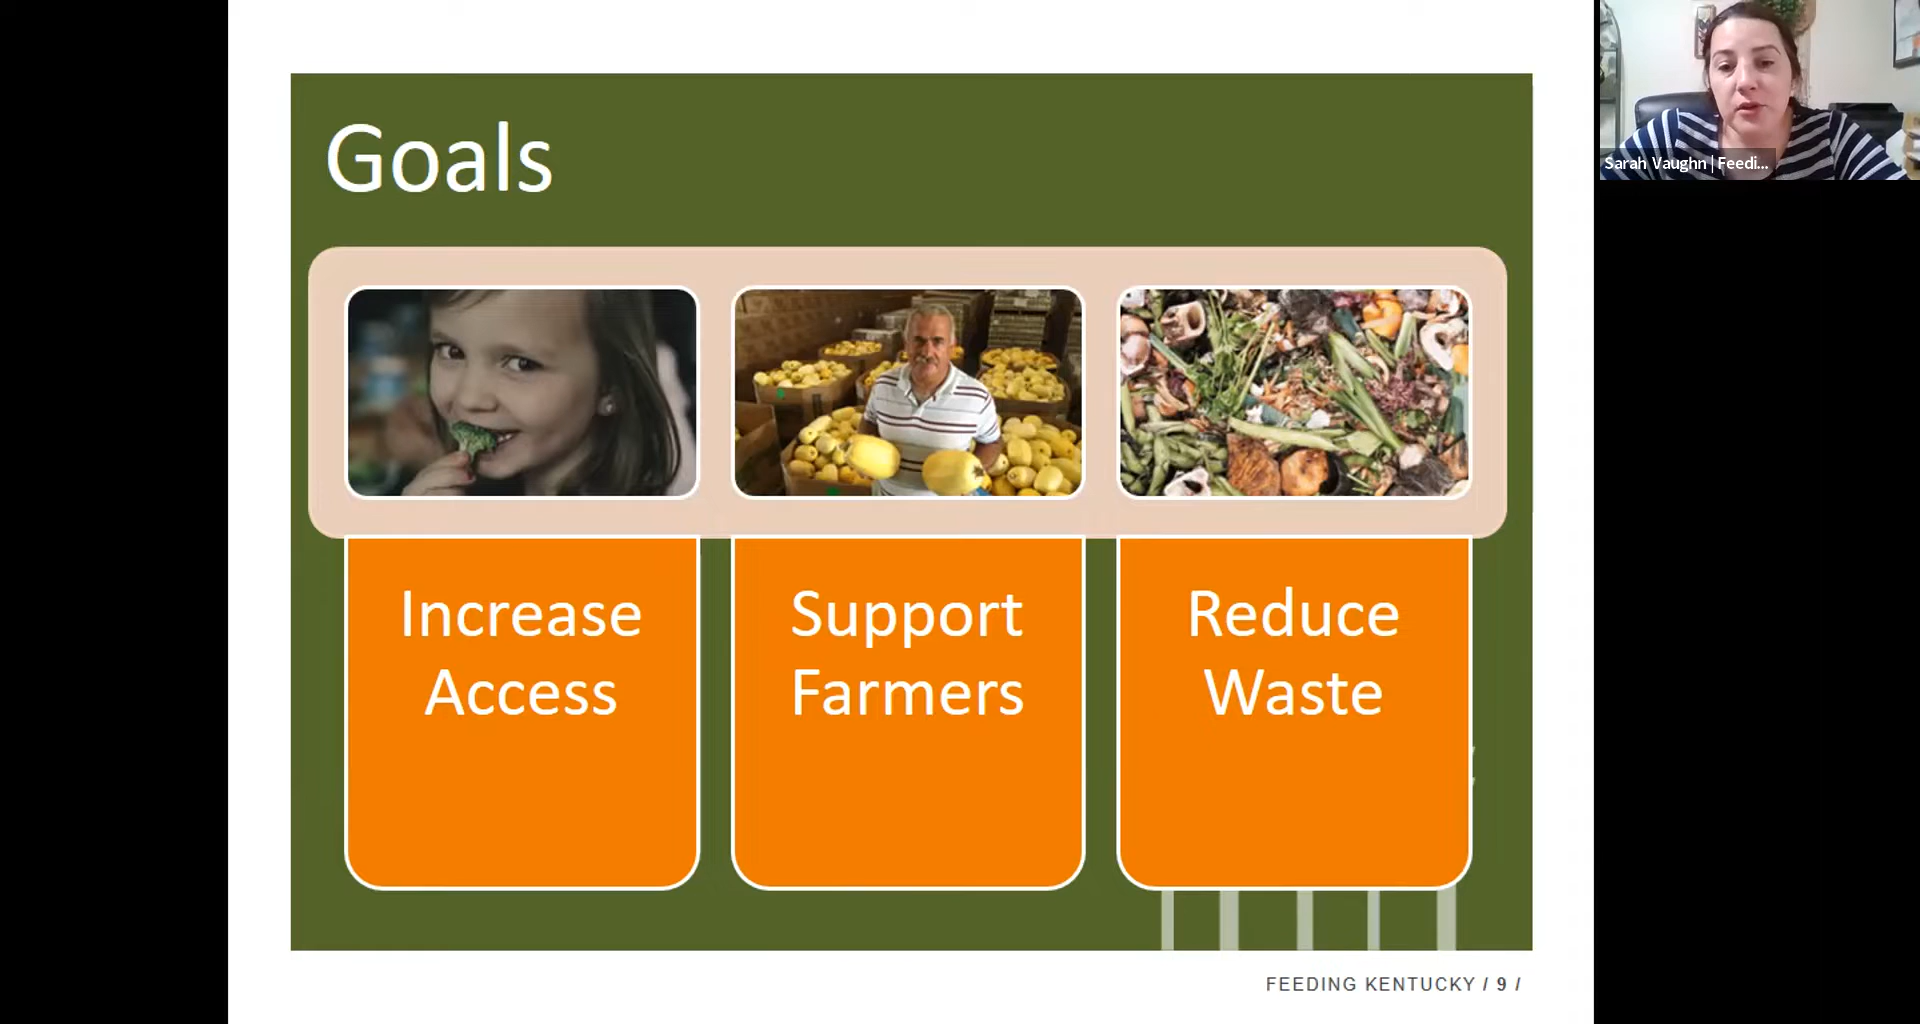 Goals
Sarah Vaughn | Feedi...
Increase
Access
Support
Farmers
Reduce
Waste
FEEDING KENTUCKY / 9 /